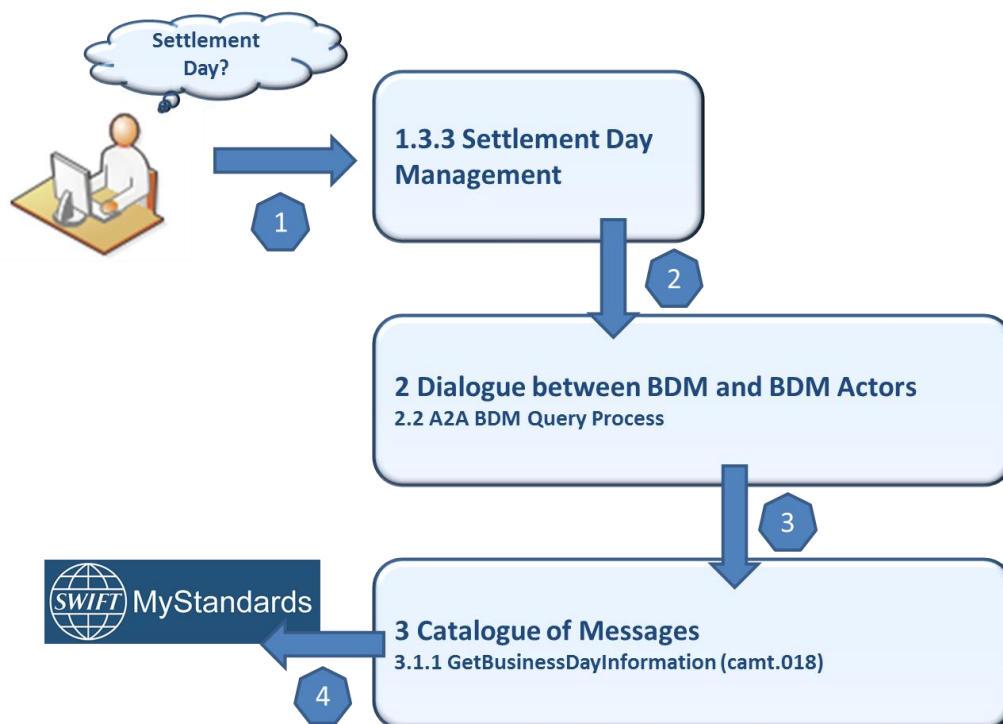 Settlement
Day?
1.3.3 Settlement Day
Management
1
2
2 Dialogue between BDM and BDM Actors
2.2 A2A BDM Query Process
3
SWIFT MyStandards
3 Catalogue of Messages
3.1.1 GetBusinessDayInformation (camt.018)
4